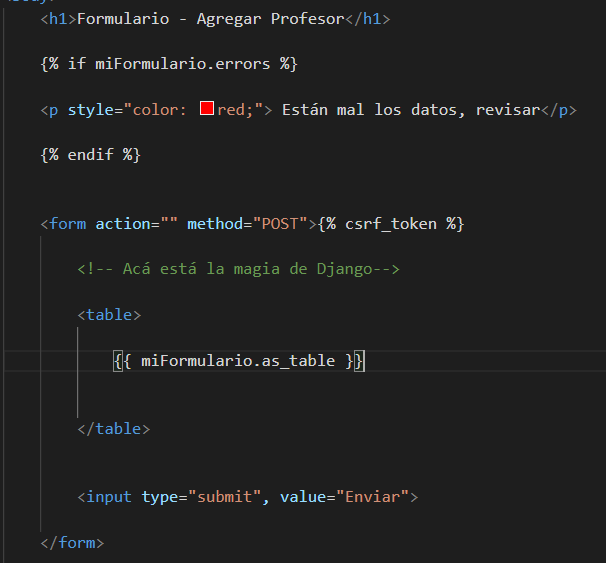 <h1>Formulario - Agregar Profesor</h1>
{% if miFormulario.errors %}
<p style="color: red;"> Están mal los datos, revisar</p>
{% endif %}
<form action="" method="POST">{% csrf_token %}
<!-- Acá está la magia de Django-->
<table>
{{ miFormulario.as_table }}
</table>
<input type="submit", value="Enviar">
</form>